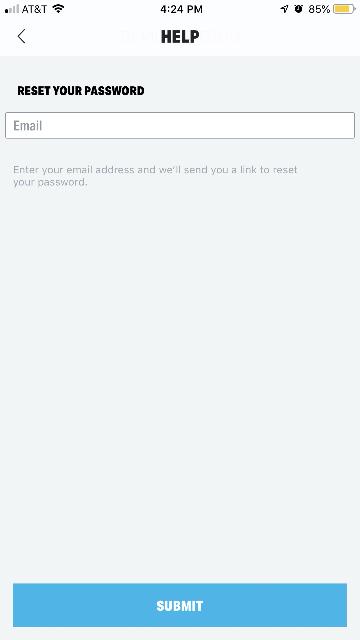 AT&T 4:24 PM 85%
HELP
RESET YOUR PASSWORD
Email
Enter your email address and we'll send you a link to reset
your password.
SUBMIT